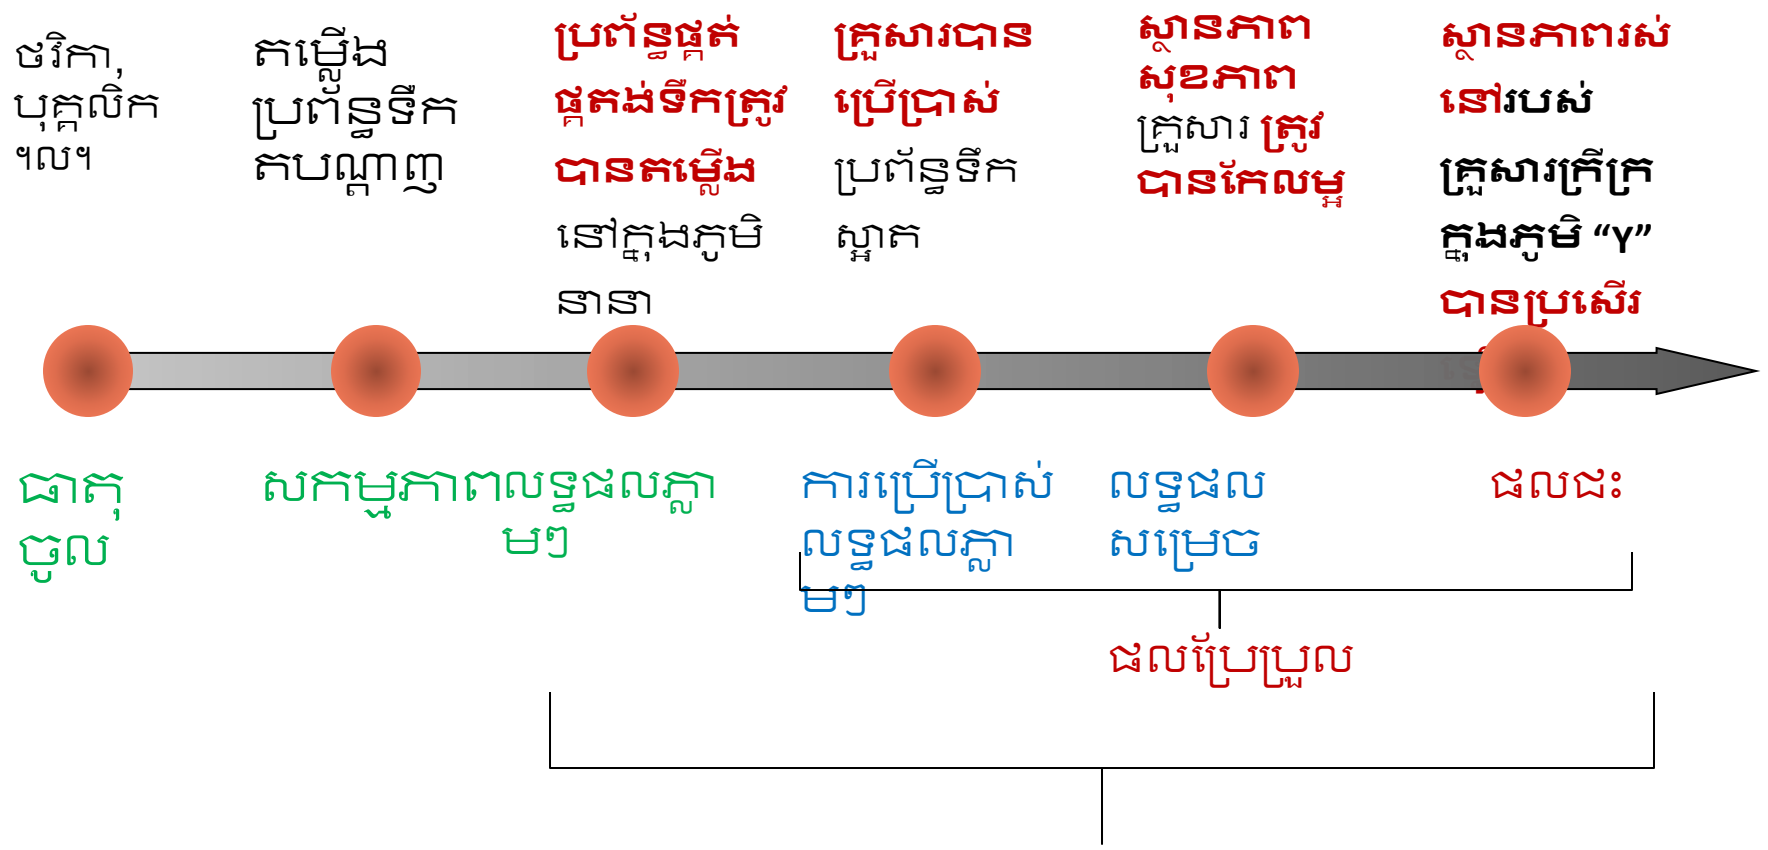 ថវិកា,
បុគ្គលិក
។ល។
តម្លើង
ប្រព័ន្ធទឹក
តបណ្តាញ
ប្រព័ន្ធផ្គត់
ផ្គតង់ទឹកត្រូវ
បានតម្លើង
នៅក្នុងភូមិ
នានា
គ្រួសារបាន
ប្រើប្រាស់
ប្រព័ន្ធទឹក
ស្អាត
ស្ថានភាព
សុខភាព
គ្រួសារ ត្រូវ
បានកែលម្អ
ស្ថានភាពរស់
នៅរបស់
គ្រួសារក្រីក្រ
ក្នុងភូមិ “Y”
បានប្រសើរ
ធាតុ
ចូល
សកម្មភាព
លទ្ធផលភ្លា
មៗ
ការប្រើប្រាស់
លទ្ធផលភ្លា
មៗ
លទ្ធផល
សម្រេច
ផលជះ
ផលប្រែប្រួល